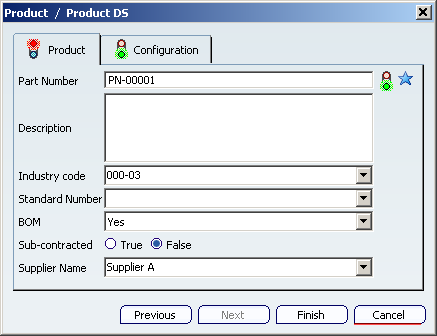 Product / Product DS
Product Configuration
Part Number PN-00001
Description
Industry code 000-03
Standard Number
BOM Yes
Sub-contracted True False
Supplier Name Supplier A
Previous Next Finish Cancel